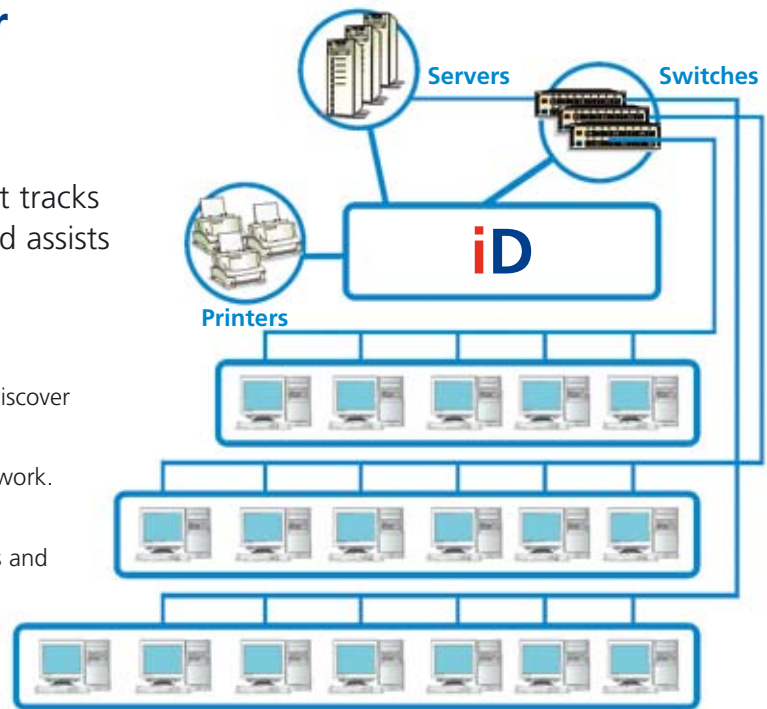 r
Servers
Switches
t tracks
d assists
iD
Printers
iscover
work.
s and